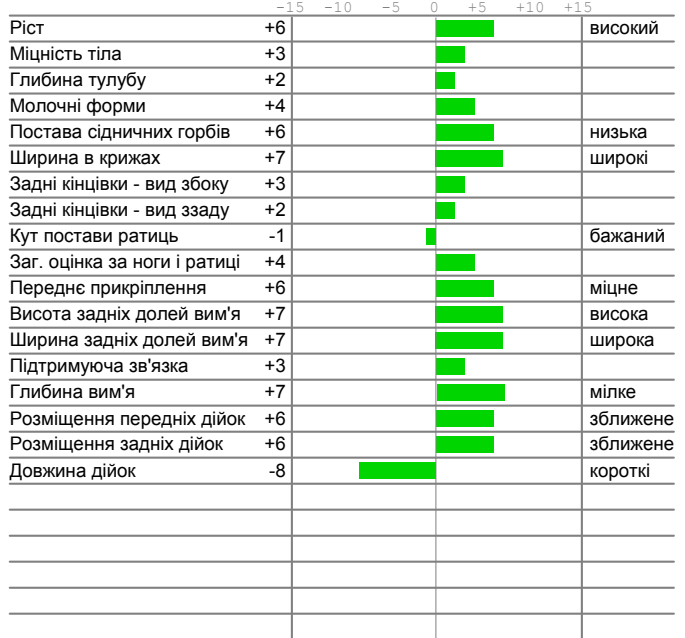 -15 -10 -5 0 +5 +10 +15
Ріст +6 високий
Міцність тіла +3
Глибина тулубу +2
Молочні форми +4
Постава сідничних горбів +6 низька
Ширина в крижах +7 широкі
Задні кінцівки - вид збоку +3
Задні кінцівки - вид ззаду +2
Кут постави ратиць -1 бажаний
Заг. оцінка за ноги і ратиці +4
Переднє прикріплення +6 міцне
Висота задніх долей вим'я +7 висока
Ширина задніх долей вим'я +7 широка
Підтримуюча зв'язка +3
Глибина вим'я +7 мілке
Розміщення передніх дійок +6 зближене
Розміщення задніх дійок +6 зближене
Довжина дійок -8 короткі